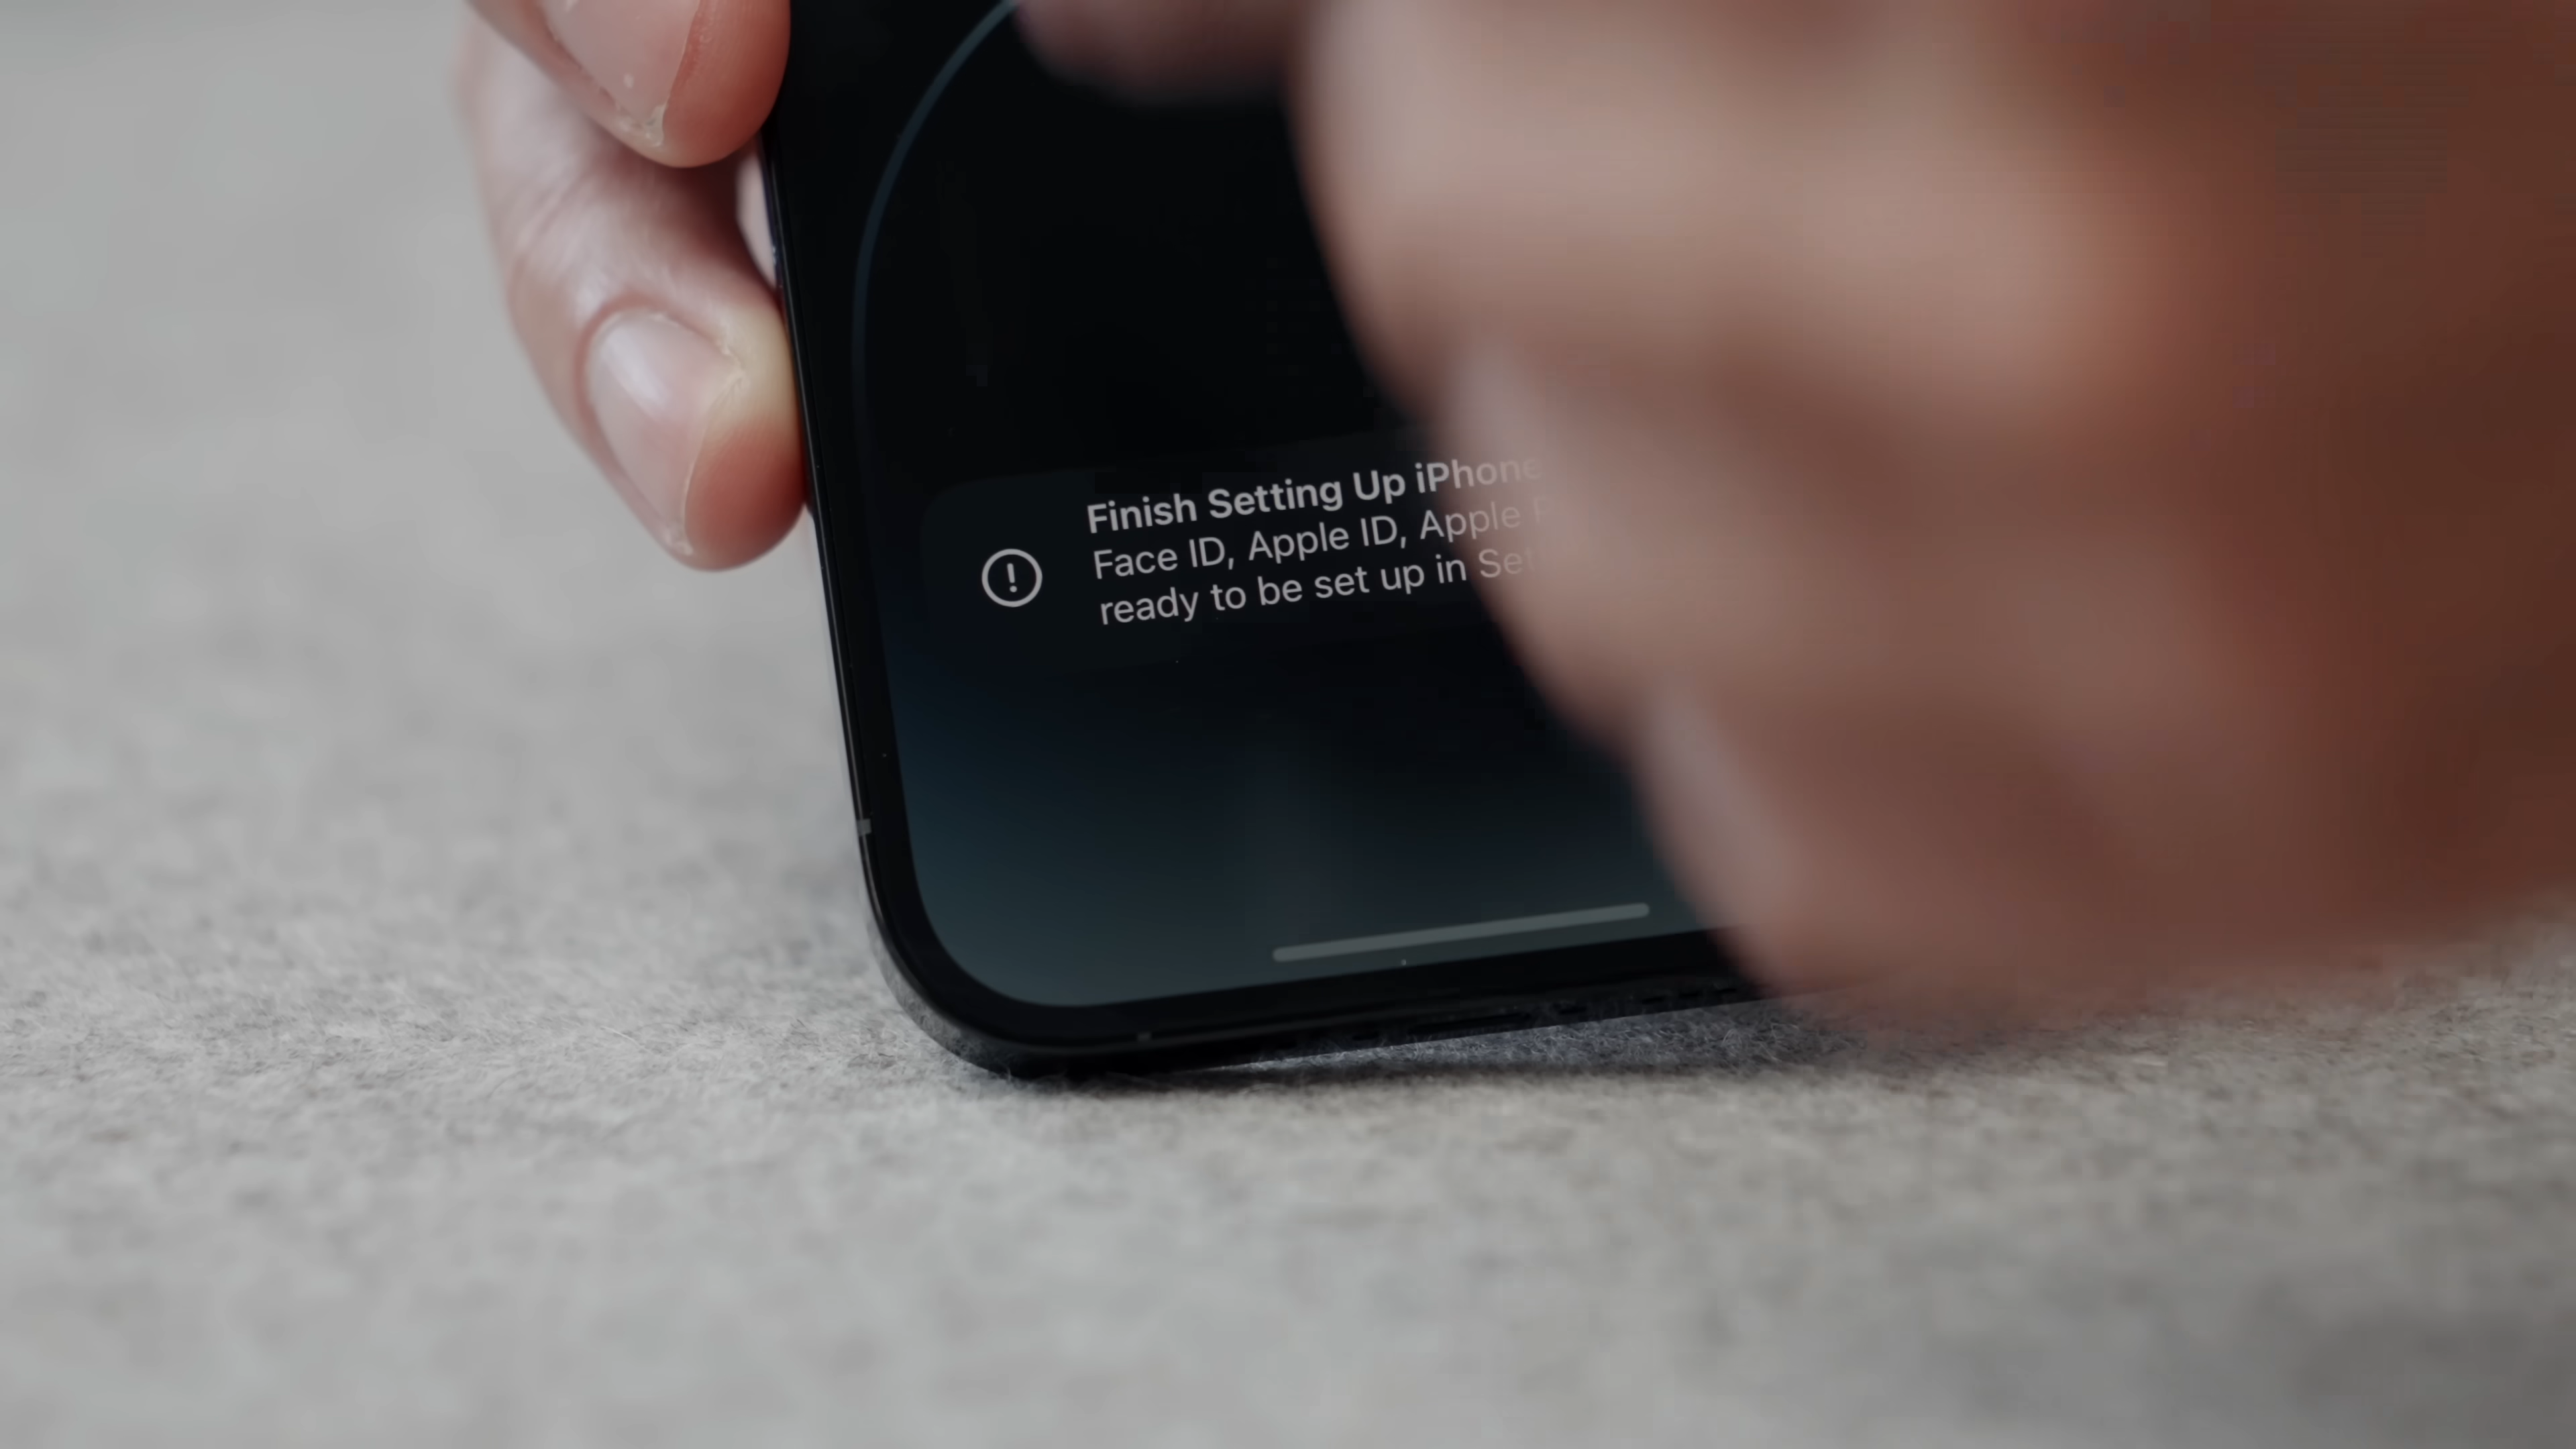 Finish Setting Up iPhone
Face ID, Apple ID, Apple
ready to be set up in